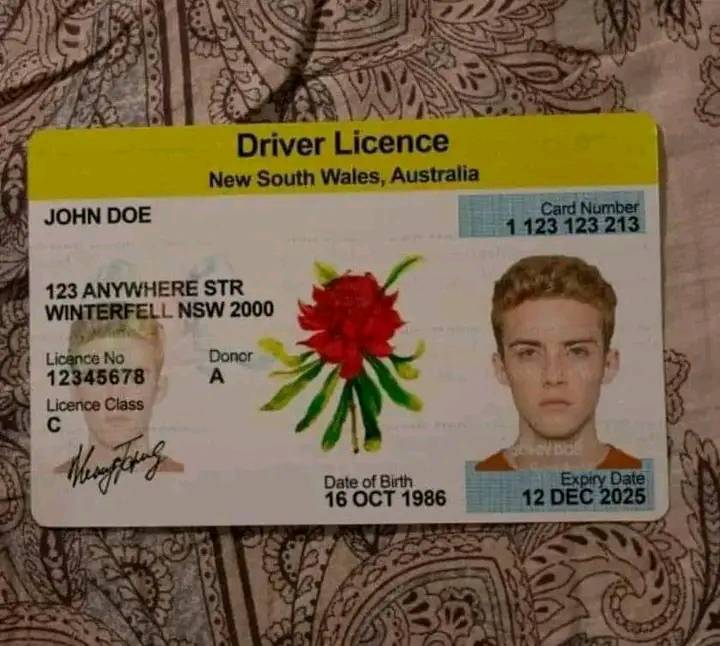 Driver Licence
New South Wales, Australia
JOHN DOE
Card Number
1 123 123 213
123 ANYWHERE STR
WINTERFELL NSW 2000
Licence No
12345678
Donor
A
Licence Class
C
Date of Birth
16 OCT 1986
Expiry Date
12 DEC 2025